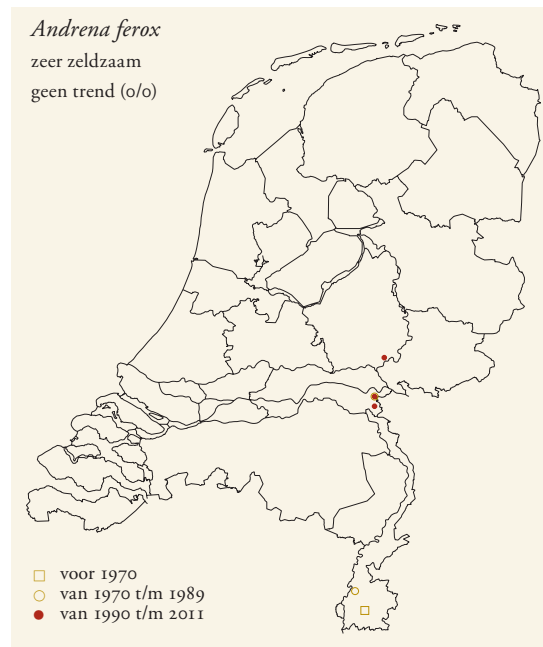 Andrena ferox
zeer zeldzaam
geen trend (0/0)
voor 1970
van 1970 t/m 1989
van 1990 t/m 2011